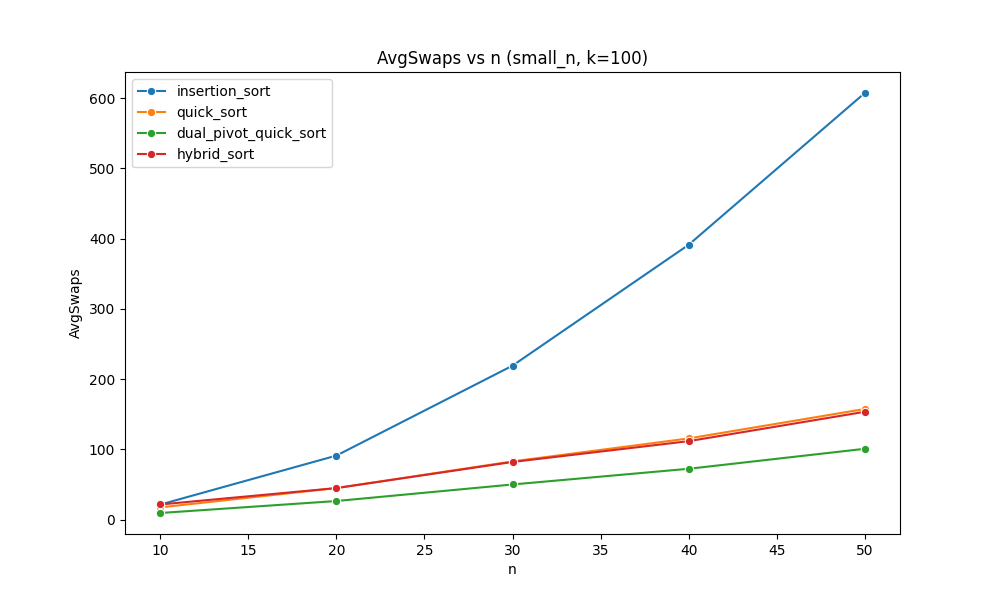 AvgSwaps vs n (small_n, k=100)
insertion_sort
quick_sort
dual_pivot_quick_sort
hybrid_sort
AvgSwaps
600
500
400
300
200
100
0
10 15 20 25 30 35 40 45 50
n